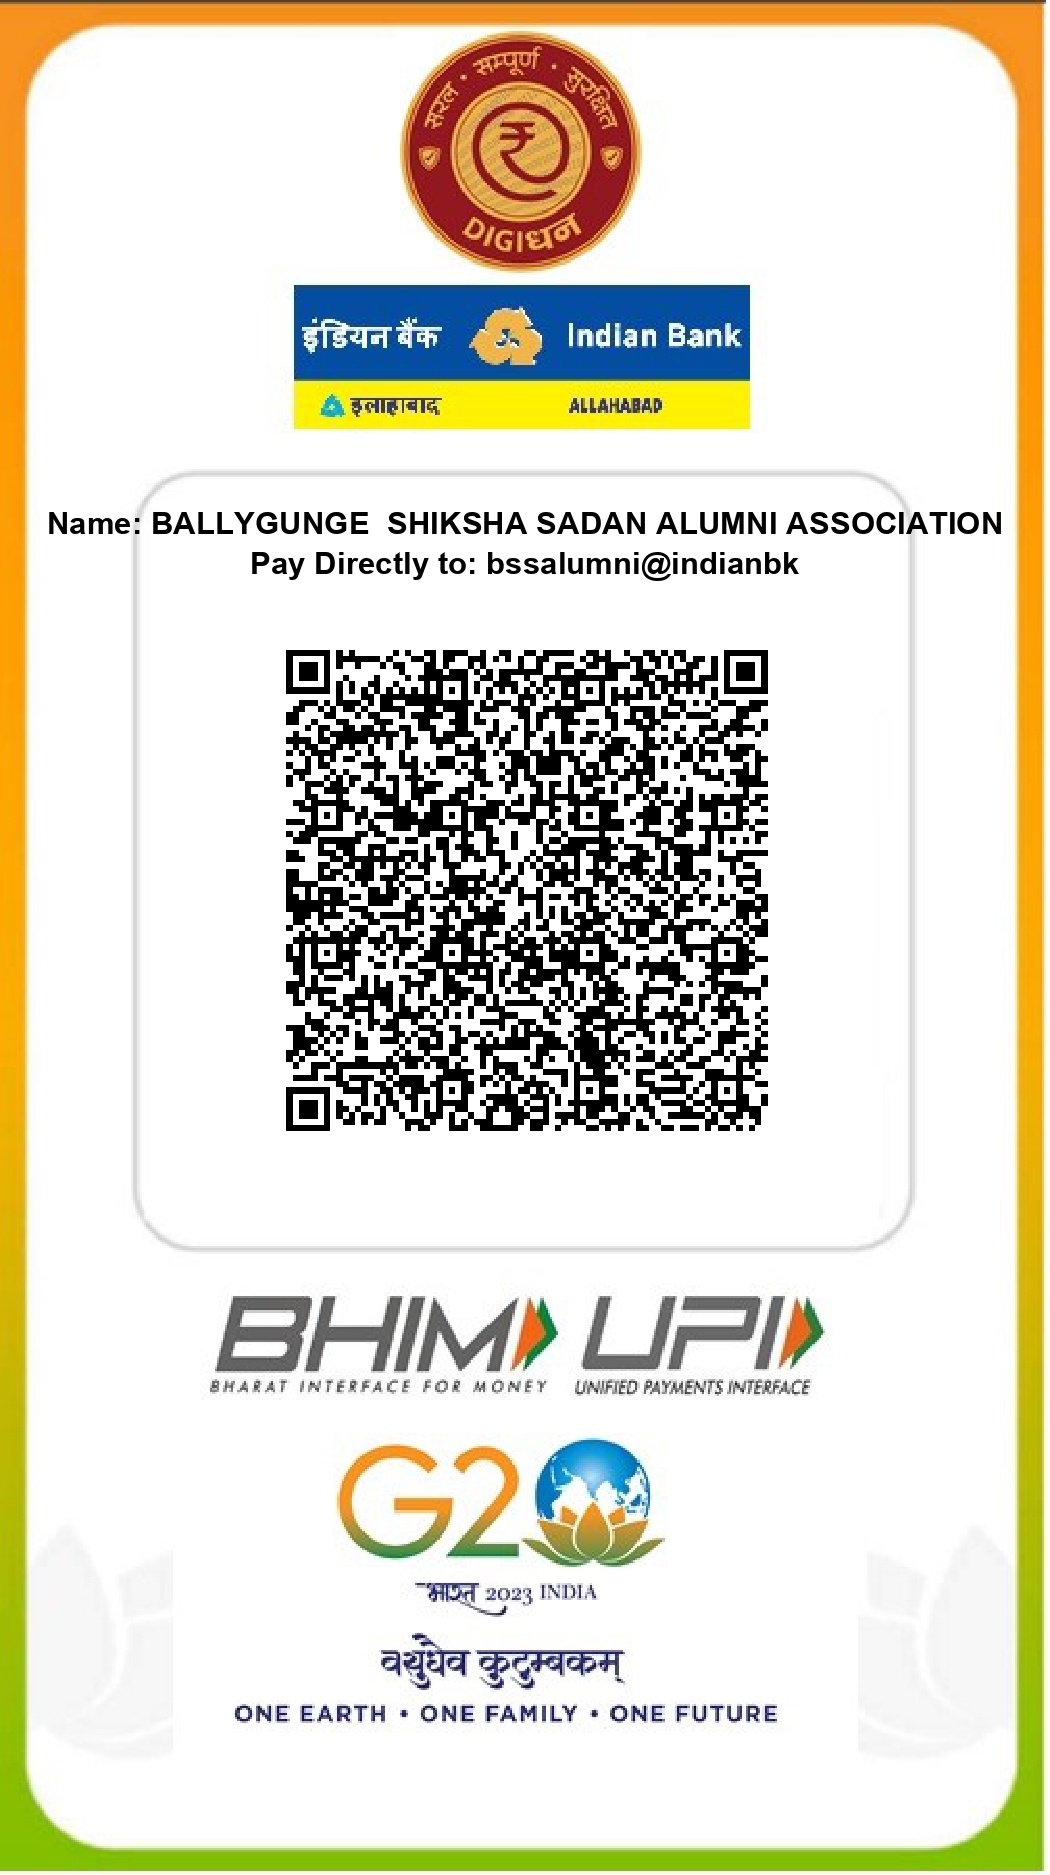 सरल · सम्पूर्ण · सुरक्षित
DIGIधन
इंडियन बैंक Indian Bank
इलाहाबाद ALLAHABAD
Name: BALLYGUNGE  SHIKSHA SADAN ALUMNI ASSOCIATION
Pay Directly to: bssalumni@indianbk
BHIM UPI
BHARAT INTERFACE FOR MONEY UNIFIED PAYMENTS INTERFACE
G20
भारत 2023 INDIA
वसुधैव कुटुम्बकम्
ONE EARTH • ONE FAMILY • ONE FUTURE